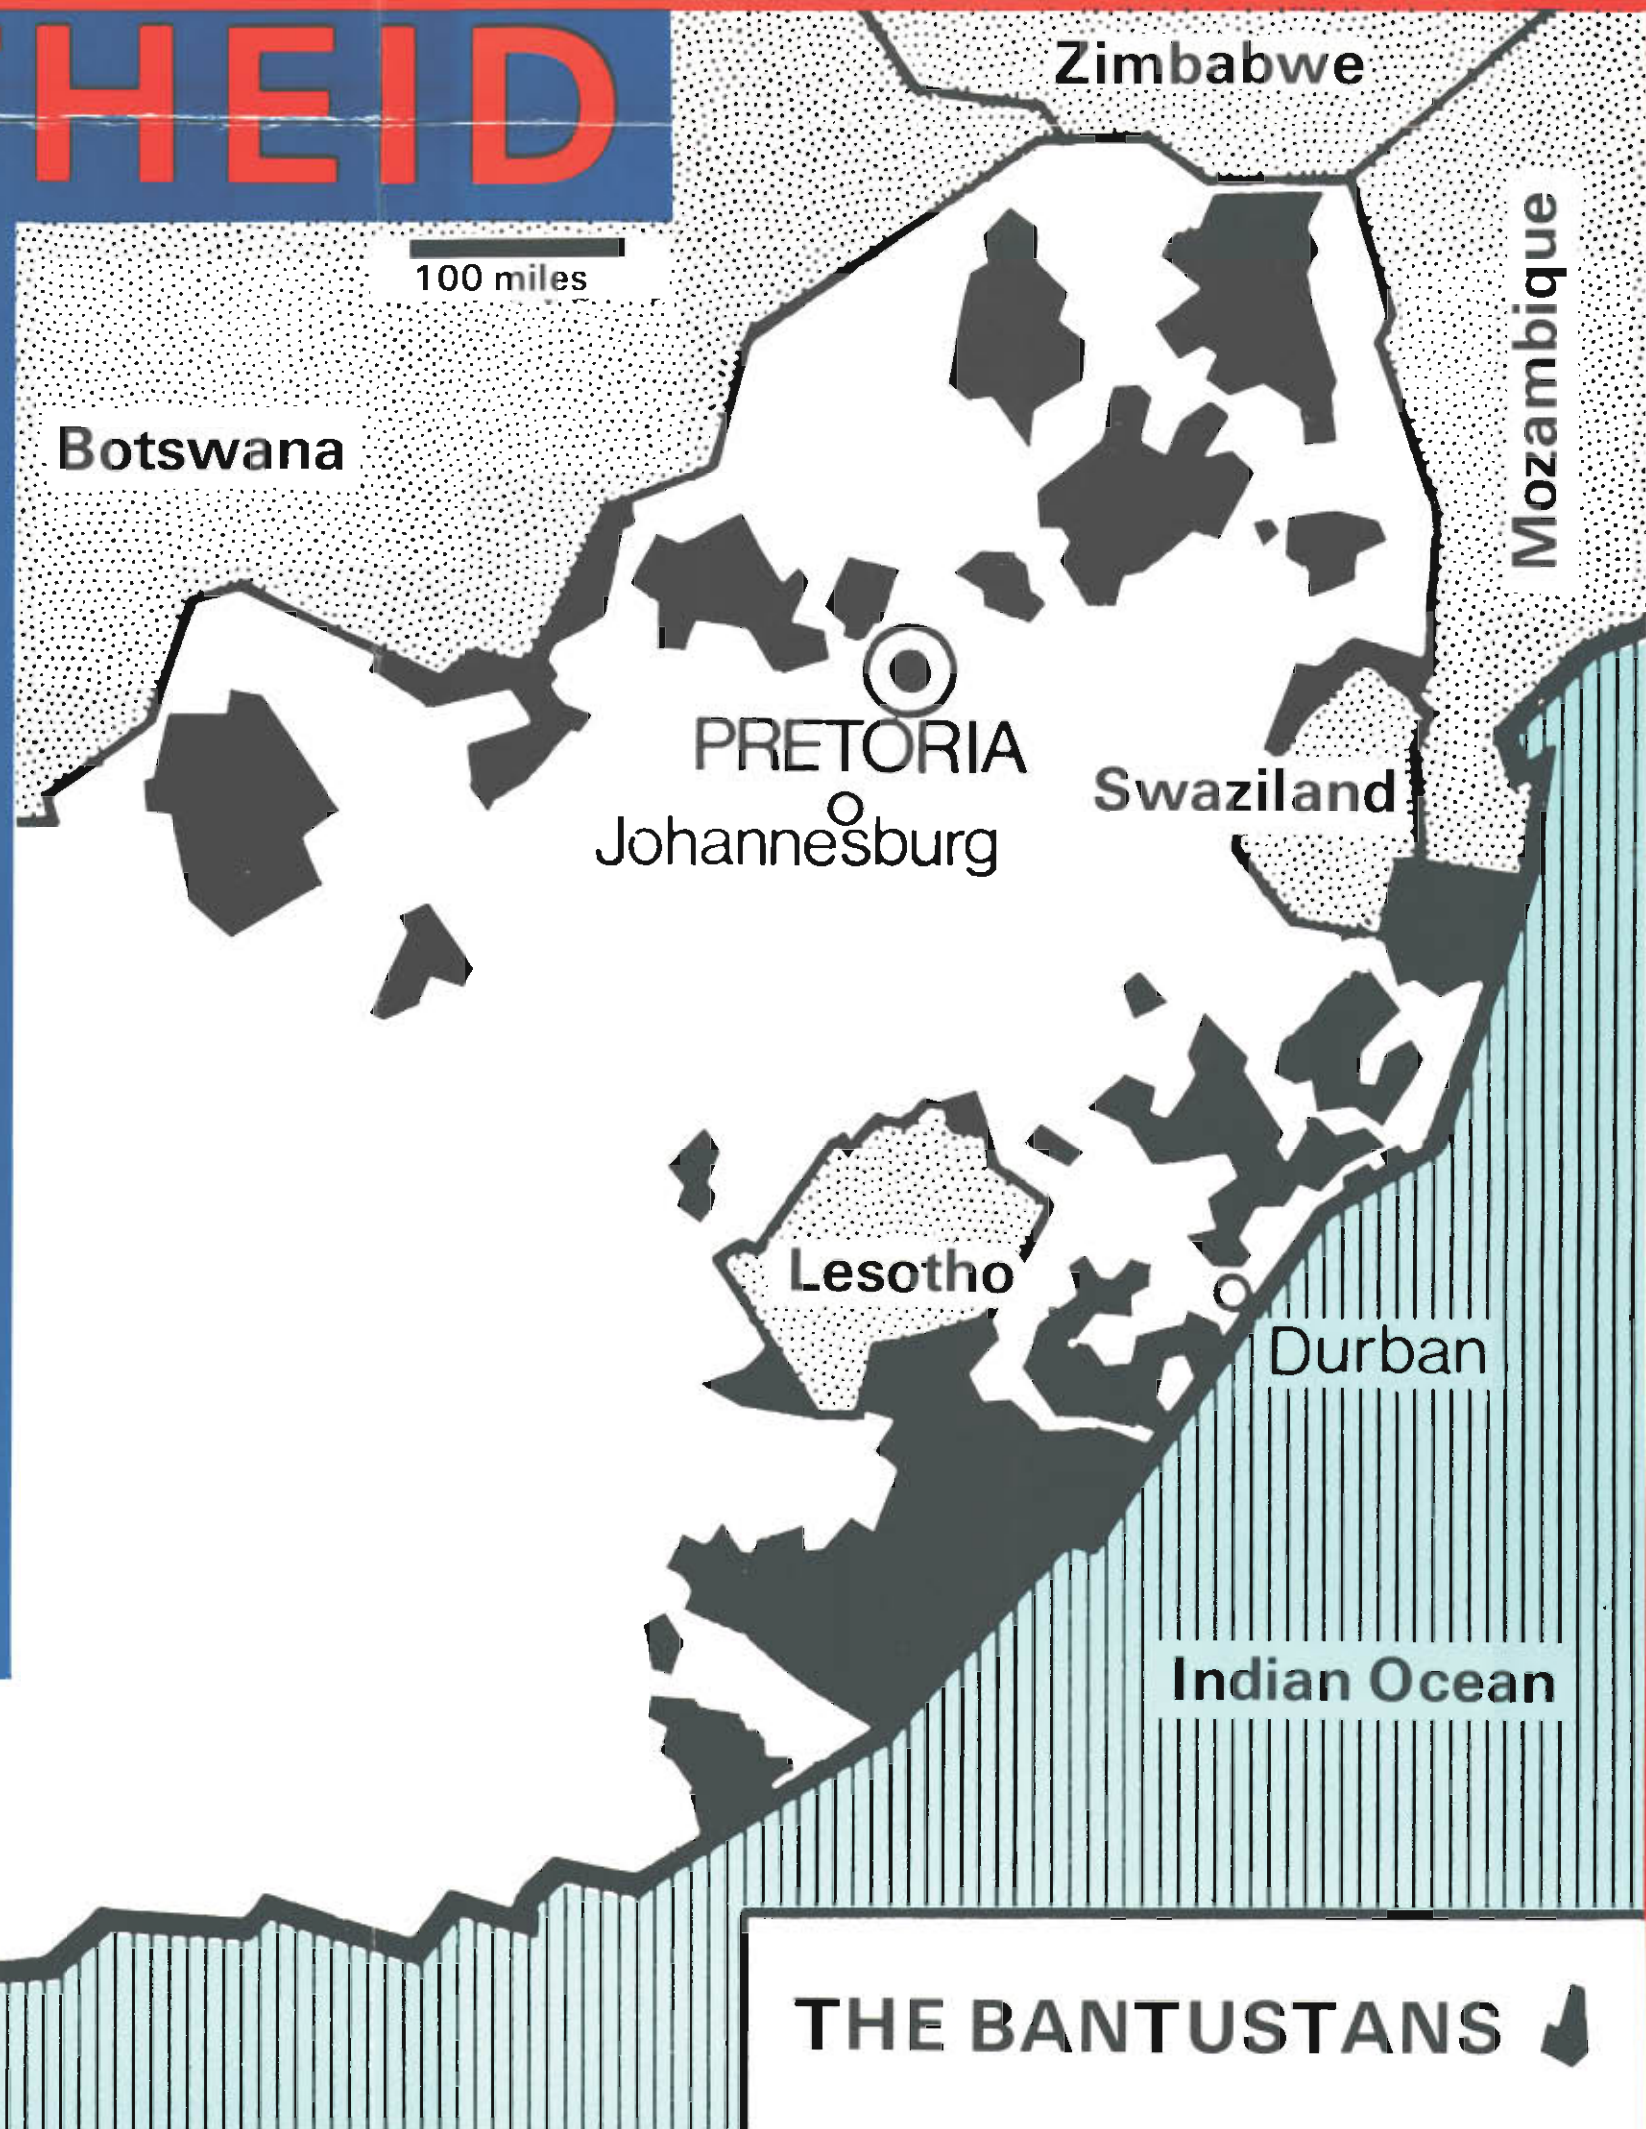 HEID
Zimbabwe
100 miles
Mozambique
Botswana
PRETORIA
Swaziland
Johannesburg
Lesotho
Durban
Indian Ocean
THE BANTUSTANS